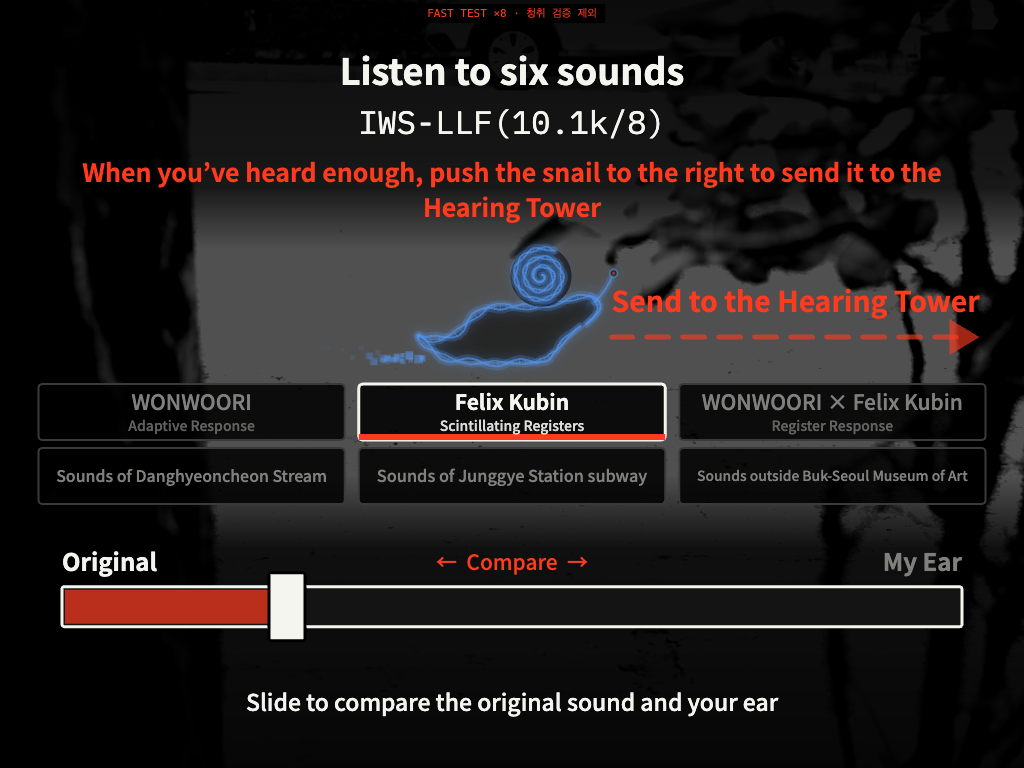 FAST TEST ×8 · 청취 검증 제외
Listen to six sounds
IWS-LLF(10.1k/8)
When you’ve heard enough, push the snail to the right to send it to the
Hearing Tower
Send to the Hearing Tower
WONWOORI
Adaptive Response
Felix Kubin
Scintillating Registers
WONWOORI × Felix Kubin
Register Response
Sounds of Danghyeoncheon Stream
Sounds of Junggye Station subway
Sounds outside Buk-Seoul Museum of Art
Original
← Compare →
My Ear
Slide to compare the original sound and your ear